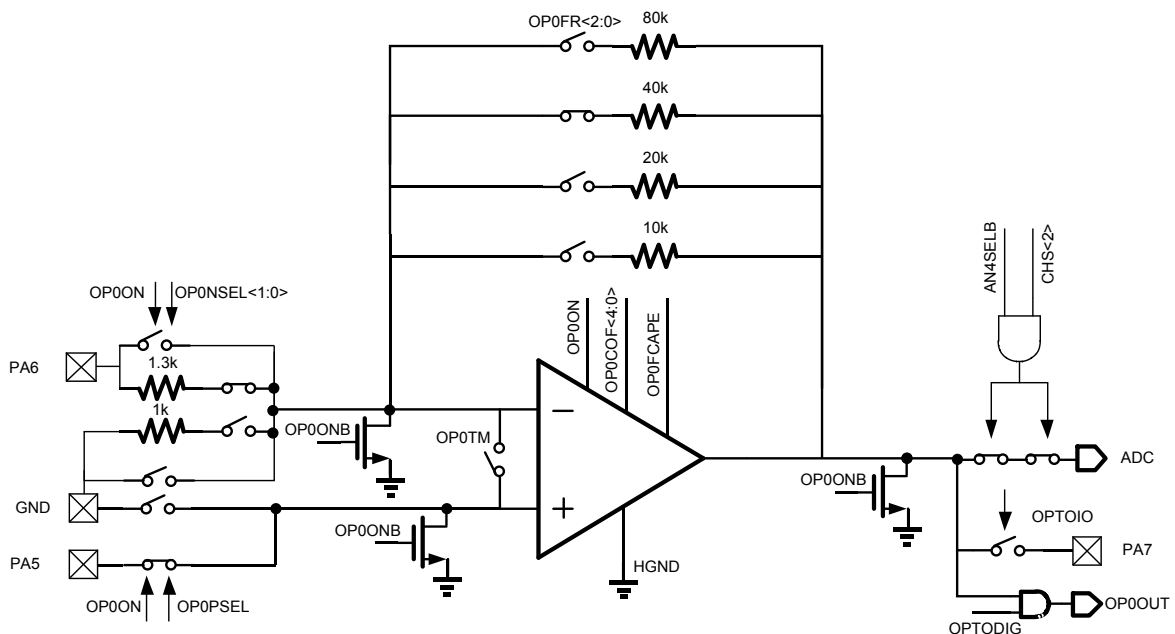 OP0FR<2:0>
80k
40k
20k
10k
AN4SELB
CHS<2>
OP0ON
OP0NSEL<1:0>
OP0ON
OP0COF<4:0>
OP0FCAPE
PA6
1.3k
1k
OP0ONB
OP0TM
−
+
ADC
GND
OP0ONB
OP0ONB
OPTOIO
PA5
HGND
PA7
OP0ON
OP0PSEL
OP0OUT
OPTODIG